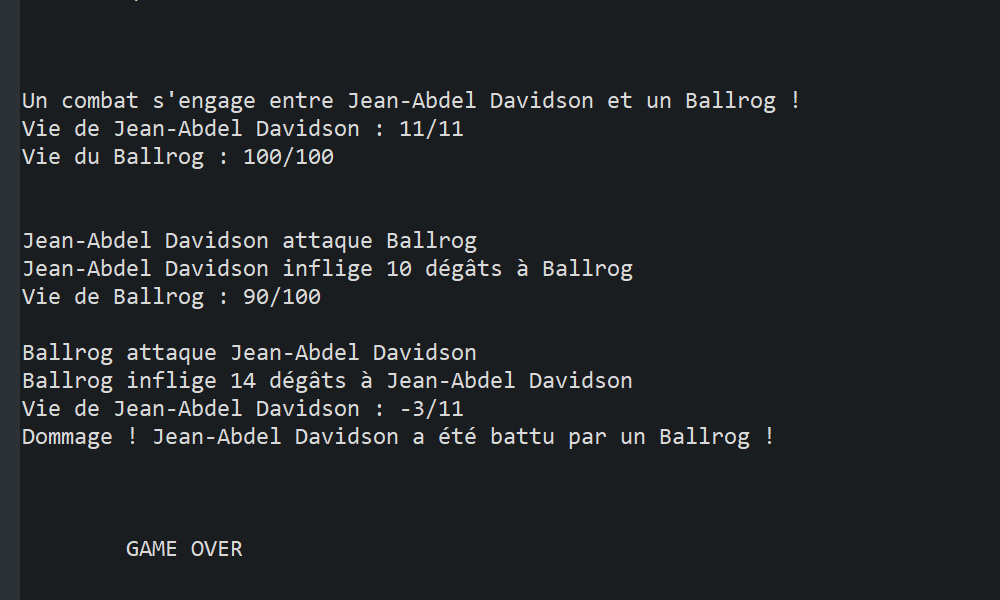 Un combat s'engage entre Jean-Abdel Davidson et un Ballrog !
Vie de Jean-Abdel Davidson : 11/11
Vie du Ballrog : 100/100
Jean-Abdel Davidson attaque Ballrog
Jean-Abdel Davidson inflige 10 dégâts à Ballrog
Vie de Ballrog : 90/100
Ballrog attaque Jean-Abdel Davidson
Ballrog inflige 14 dégâts à Jean-Abdel Davidson
Vie de Jean-Abdel Davidson : -3/11
Dommage ! Jean-Abdel Davidson a été battu par un Ballrog !
GAME OVER